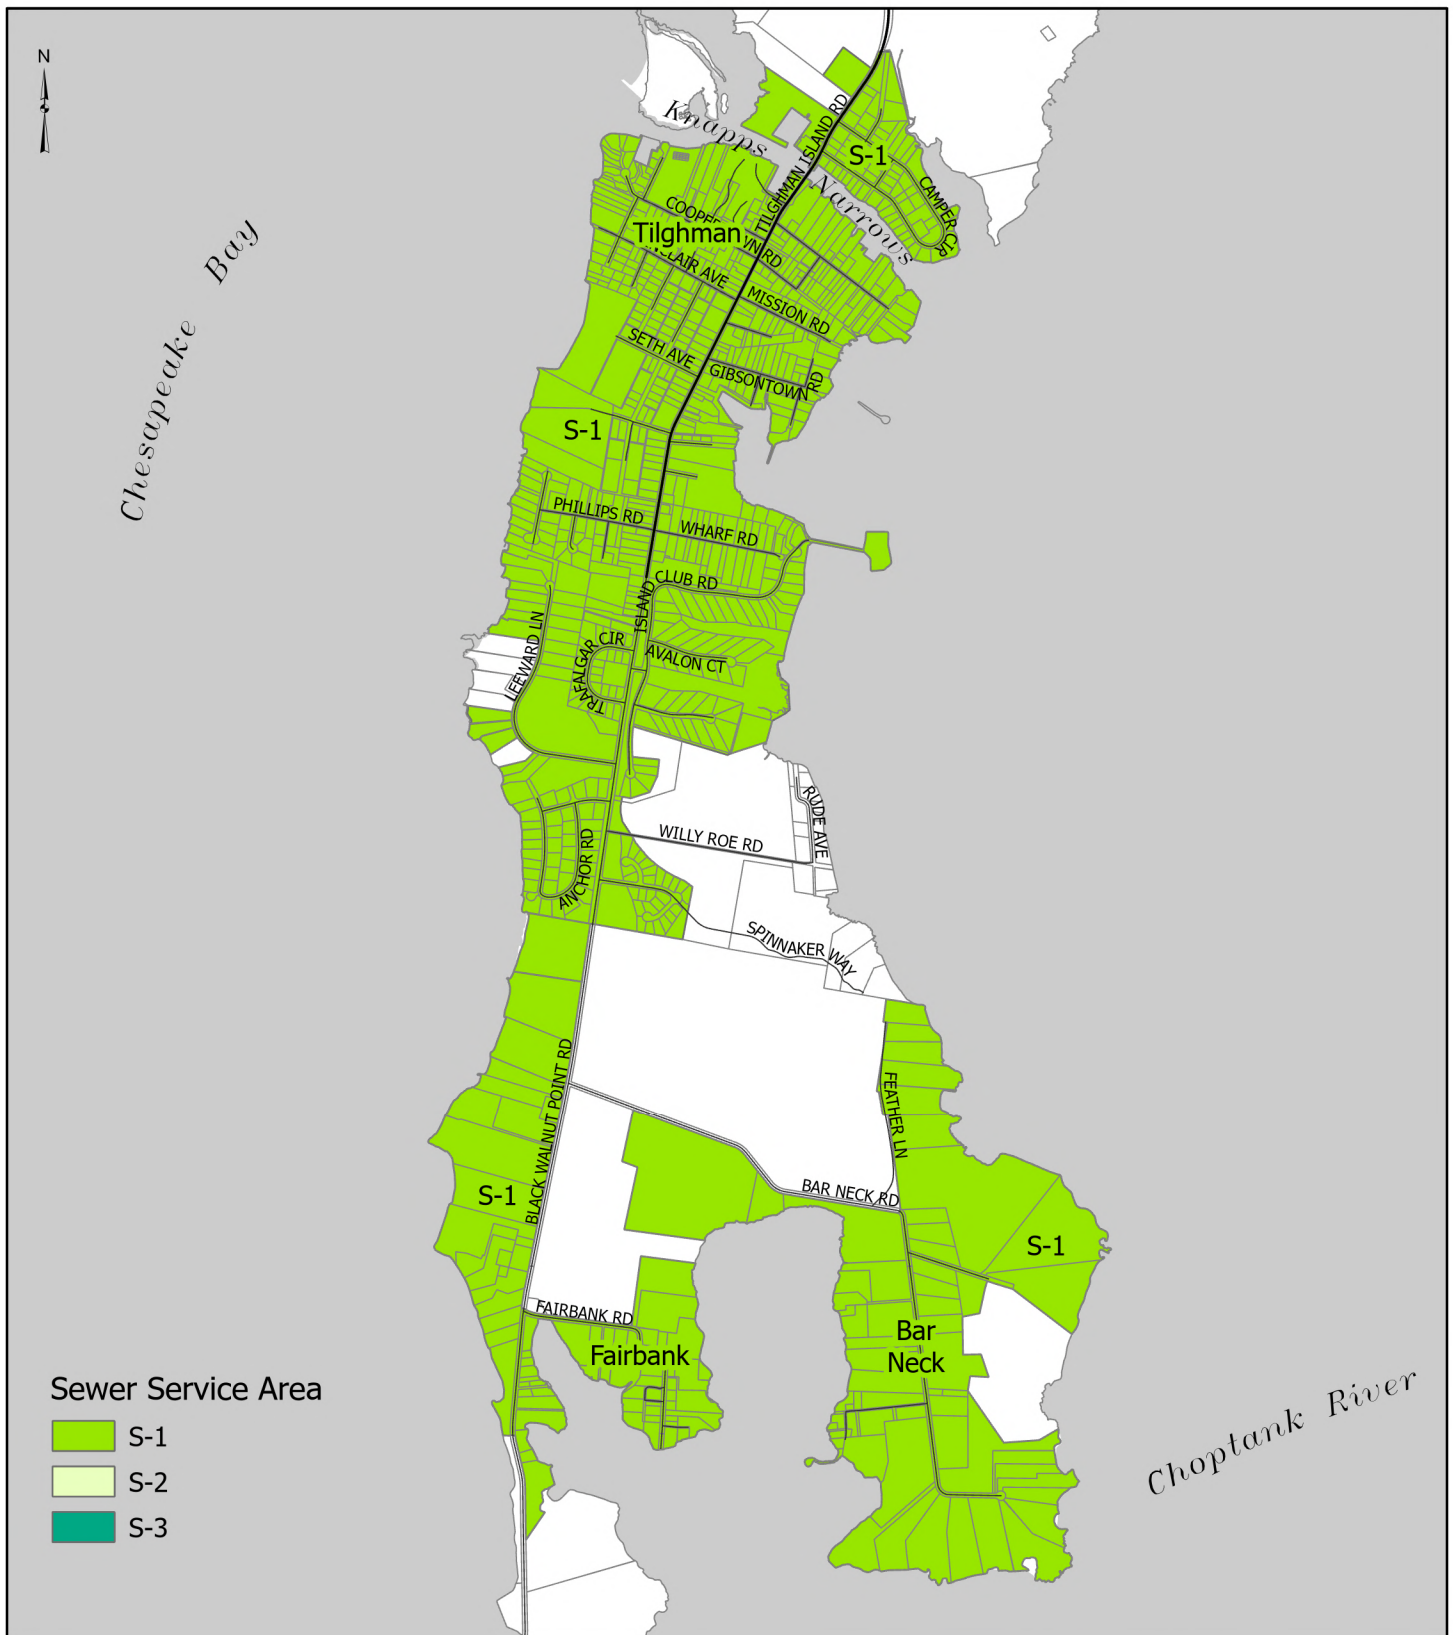 N
Knapps
Narrows
TILGHMAN ISLAND RD
S-1
CAMPER CIR
Chesapeake Bay
Tilghman
MISSION RD
SETH AVE
GIBSONTOWN RD
S-1
PHILLIPS RD
WHARF RD
CLUB RD
ISLAND
LEEWARD LN
TRAFALGAR CIR
AVALON CT
RUDE AVE
WILLY ROE RD
ANCHOR RD
SPINNAKER WAY
BLACK WALNUT POINT RD
FEATHER LN
BAR NECK RD
S-1
S-1
FAIRBANK RD
Fairbank
Bar
Neck
Choptank River
Sewer Service Area
S-1
S-2
S-3